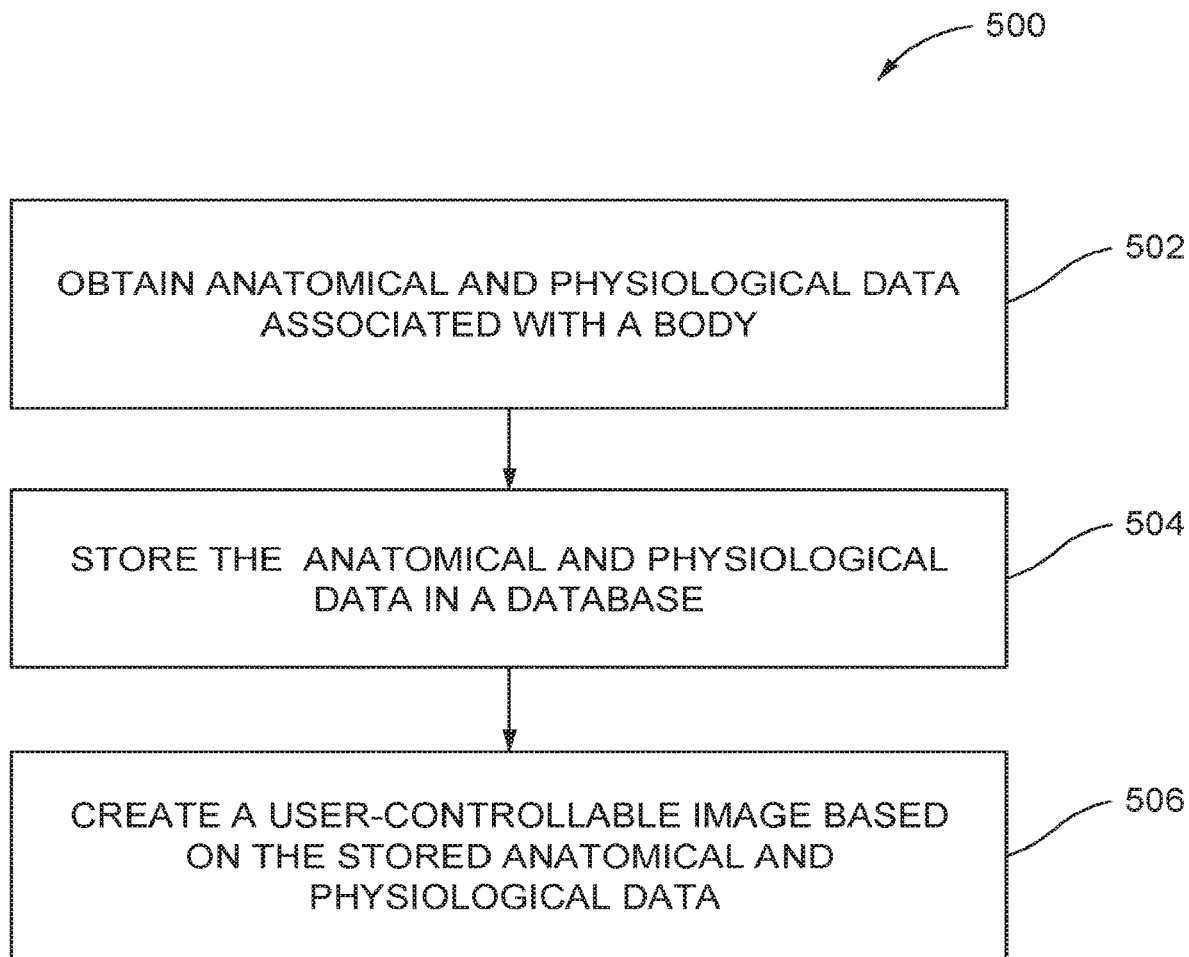 500
OBTAIN ANATOMICAL AND PHYSIOLOGICAL DATA
ASSOCIATED WITH A BODY
502
STORE THE ANATOMICAL AND PHYSIOLOGICAL
DATA IN A DATABASE
504
CREATE A USER-CONTROLLABLE IMAGE BASED
ON THE STORED ANATOMICAL AND
PHYSIOLOGICAL DATA
506